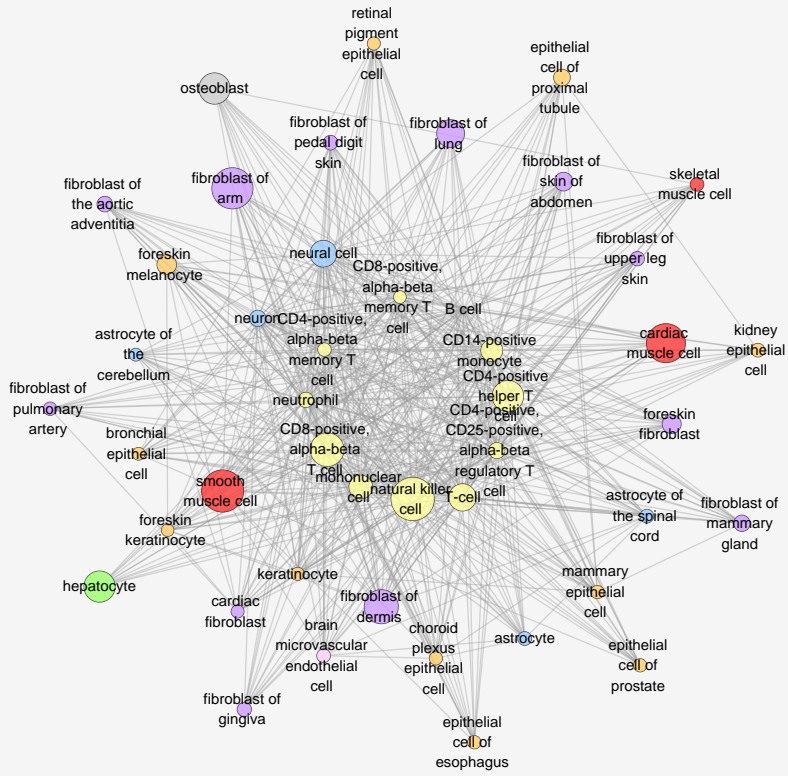 retinal
pigment
epithelial
cell
epithelial
cell of
proximal
tubule
osteoblast
fibroblast of
pedal digit
skin
fibroblast of
lung
fibroblast of
skin of
abdomen
skeletal
muscle cell
fibroblast of
arm
fibroblast of
the aortic
adventitia
foreskin
melanocyte
neural cell
fibroblast of
upper leg
skin
CD8-positive,
alpha-beta
memory T
cell
B cell
neuron
CD4-positive,
alpha-beta
memory T
cell
CD14-positive
monocyte
cardiac
muscle cell
kidney
epithelial
cell
astrocyte of
the
cerebellum
CD4-positive
helper T
cell
neutrophil
CD4-positive,
CD25-positive,
alpha-beta
regulatory T
cell
fibroblast of
pulmonary
artery
foreskin
fibroblast
bronchial
epithelial
cell
CD8-positive,
alpha-beta
T cell
smooth
muscle cell
mononuclear
cell
natural killer
cell
T-cell
astrocyte of
the spinal
cord
fibroblast of
mammary
gland
foreskin
keratinocyte
hepatocyte
keratinocyte
mammary
epithelial
cell
cardiac
fibroblast
fibroblast of
dermis
brain
microvascular
endothelial
cell
choroid
plexus
epithelial
cell
astrocyte
epithelial
cell of
prostate
fibroblast of
gingiva
epithelial
cell of
esophagus